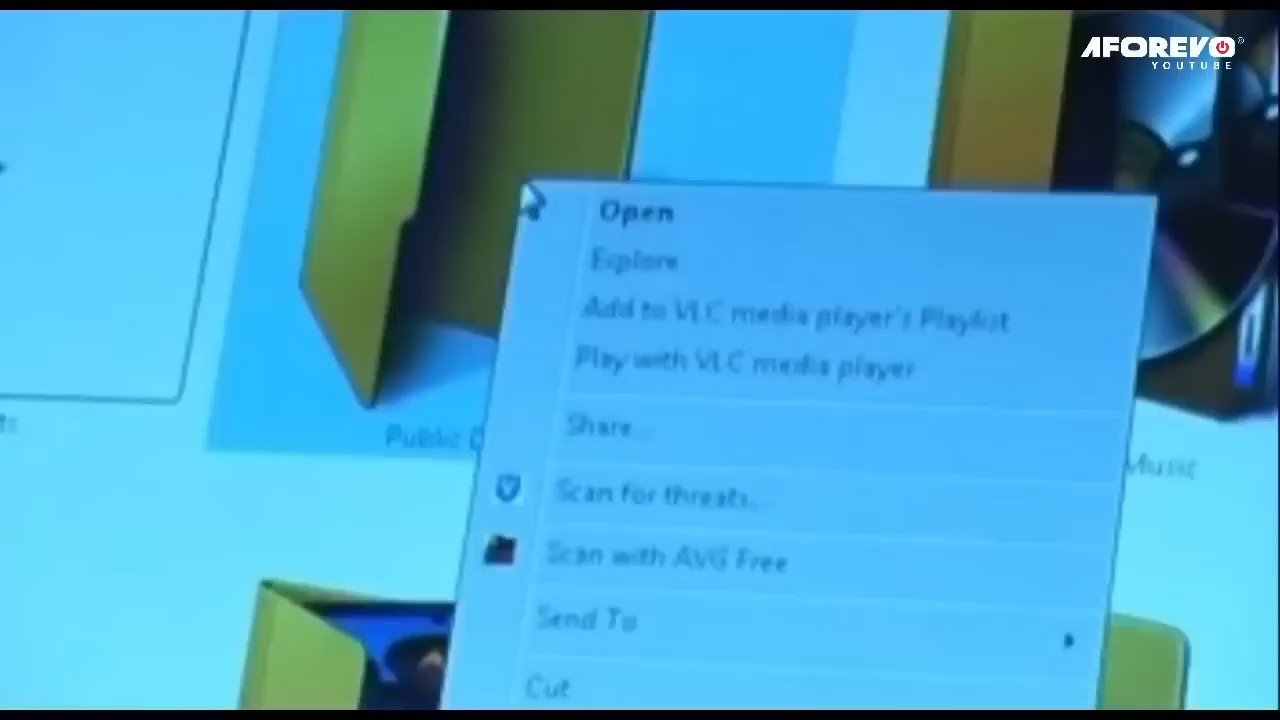 AFOREVO
YOUTUBE
Open
Explore
Add to VLC media player's Playlist
Play with VLC media player
Share...
Scan for threats...
Scan with AVG Free
Send To
Cut
Public
Music